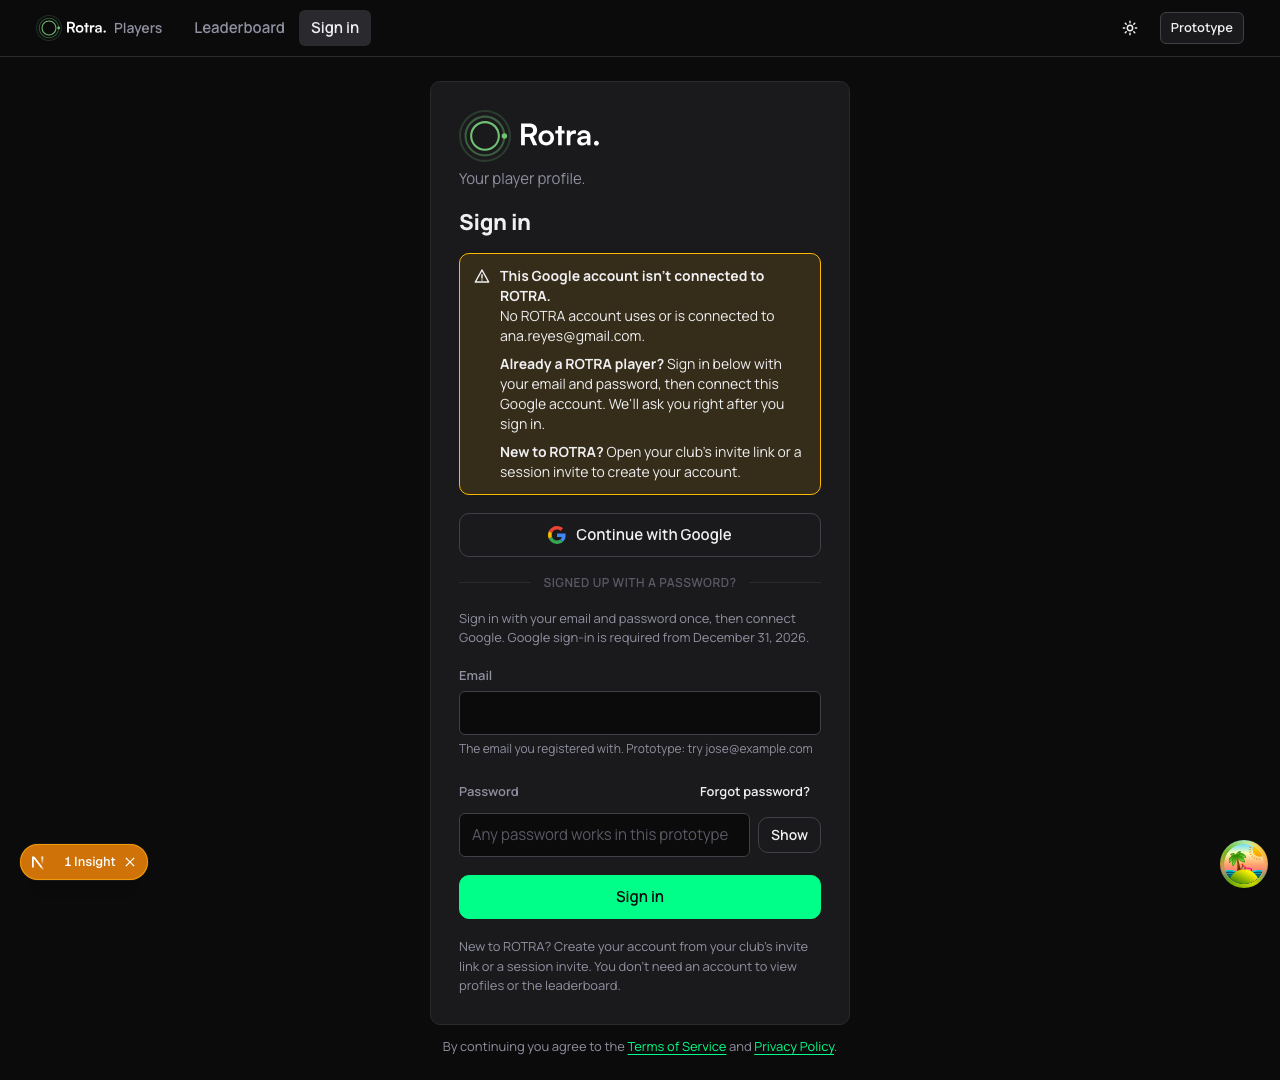 Rotra. Players Leaderboard Sign in Prototype
Rotra.
Your player profile.
Sign in
This Google account isn't connected to
ROTRA.
No ROTRA account uses or is connected to
ana.reyes@gmail.com.
Already a ROTRA player? Sign in below with
your email and password, then connect this
Google account. We'll ask you right after you
sign in.
New to ROTRA? Open your club's invite link or a
session invite to create your account.
Continue with Google
SIGNED UP WITH A PASSWORD?
Sign in with your email and password once, then connect
Google. Google sign-in is required from December 31, 2026.
Email
The email you registered with. Prototype: try jose@example.com
Password Forgot password?
Any password works in this prototype Show
1 Insight
Sign in
New to ROTRA? Create your account from your club's invite
link or a session invite. You don't need an account to view
profiles or the leaderboard.
By continuing you agree to the Terms of Service and Privacy Policy.